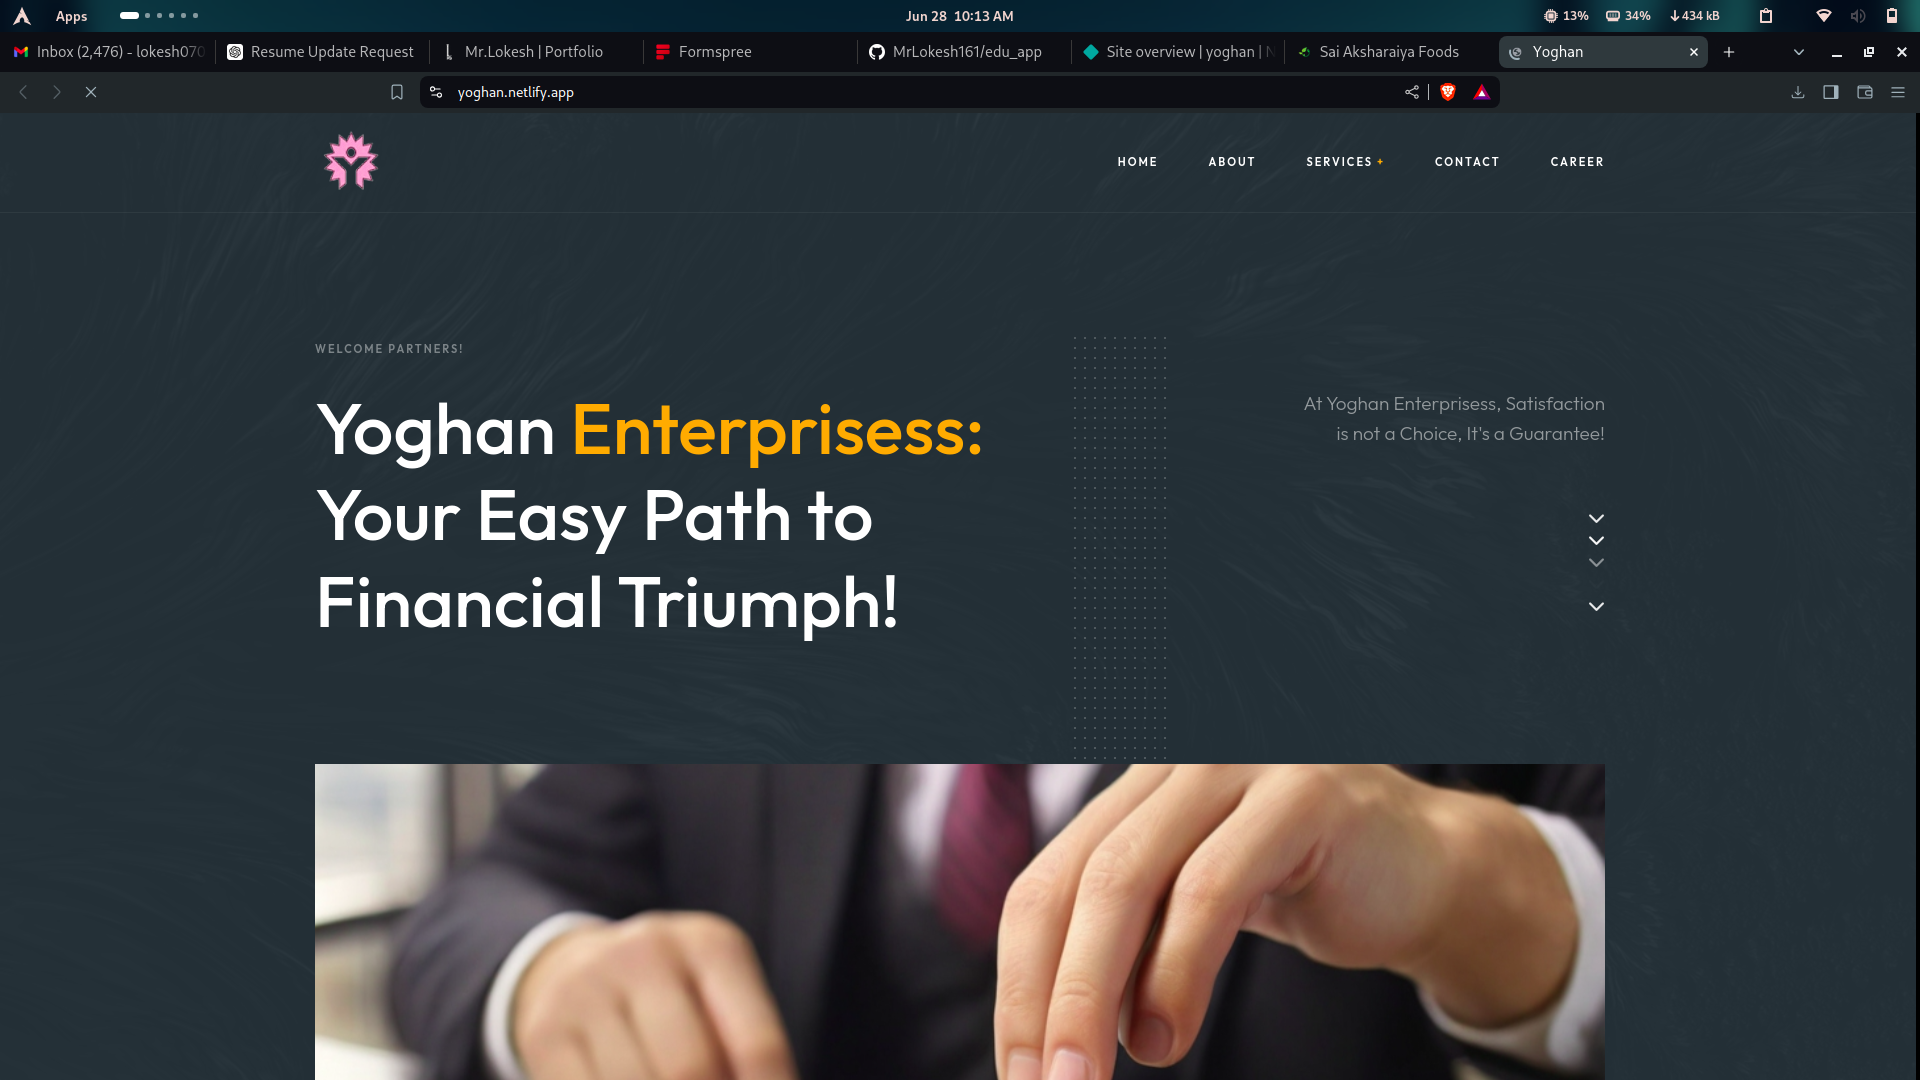 Apps
Jun 28 10:13 AM
13%
34%
434 kB
Inbox (2,476) - lokesh070
Resume Update Request
Mr.Lokesh | Portfolio
Formspree
MrLokesh161/edu_app
Site overview | yoghan | N
Sai Aksharaiya Foods
Yoghan
yoghan.netlify.app
HOME
ABOUT
SERVICES +
CONTACT
CAREER
WELCOME PARTNERS!
Yoghan Enterprisess:
Your Easy Path to
Financial Triumph!
At Yoghan Enterprisess, Satisfaction
is not a Choice, It's a Guarantee!